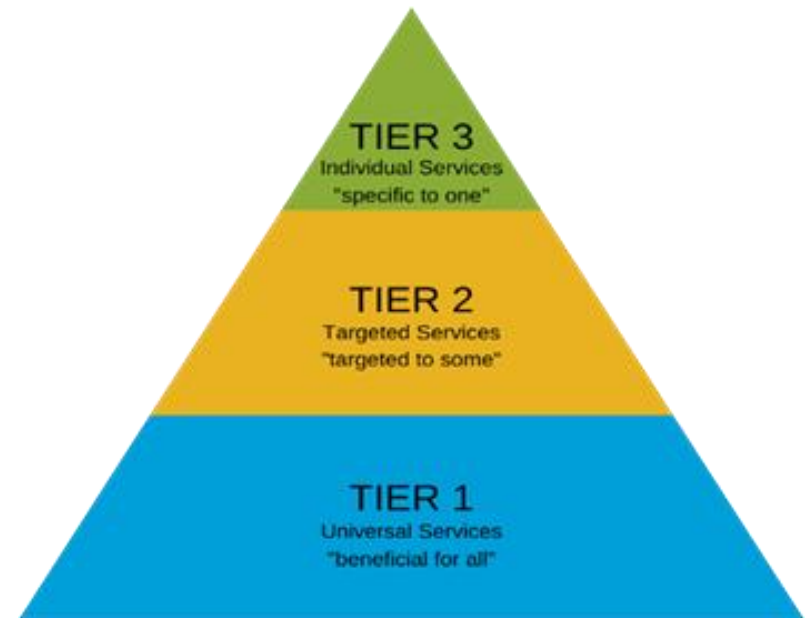 TIER 3
Individual Services
"specific to one"
TIER 2
Targeted Services
"targeted to some"
TIER 1
Universal Services
"beneficial for all"